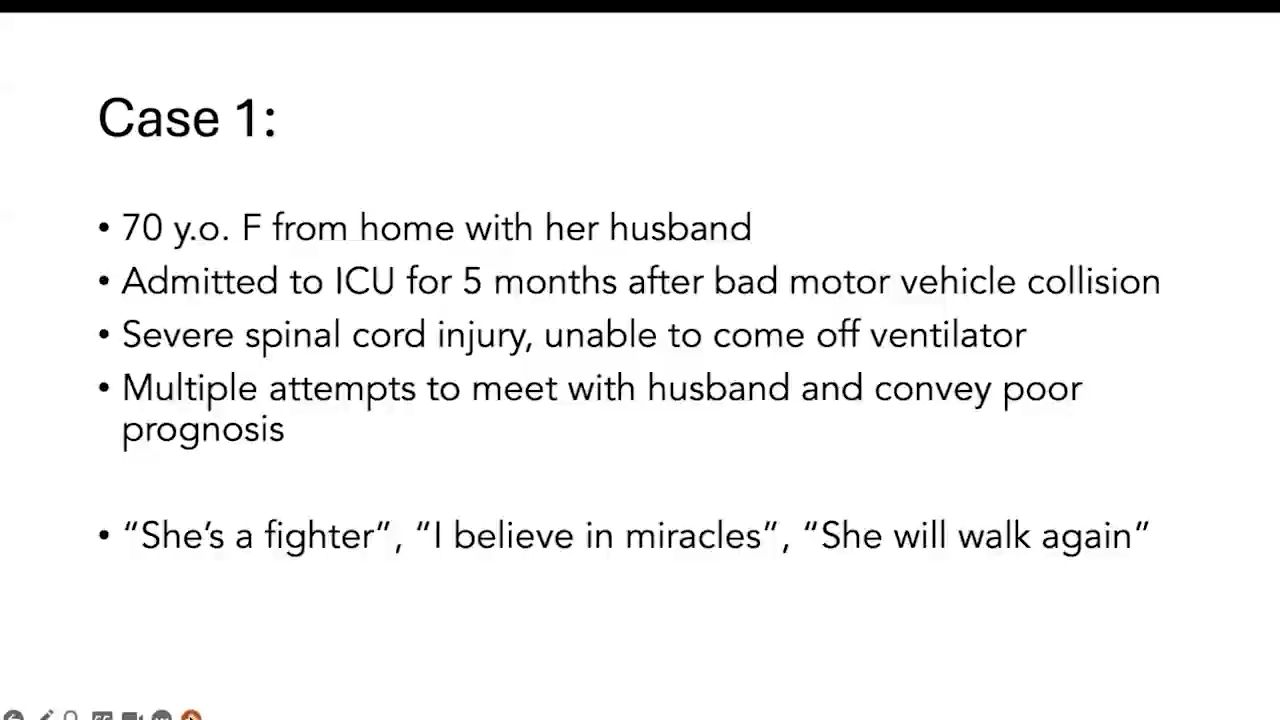 Case 1:
• 70 y.o. F from home with her husband
• Admitted to ICU for 5 months after bad motor vehicle collision
• Severe spinal cord injury, unable to come off ventilator
• Multiple attempts to meet with husband and convey poor
prognosis
• “She’s a fighter”, “I believe in miracles”, “She will walk again”